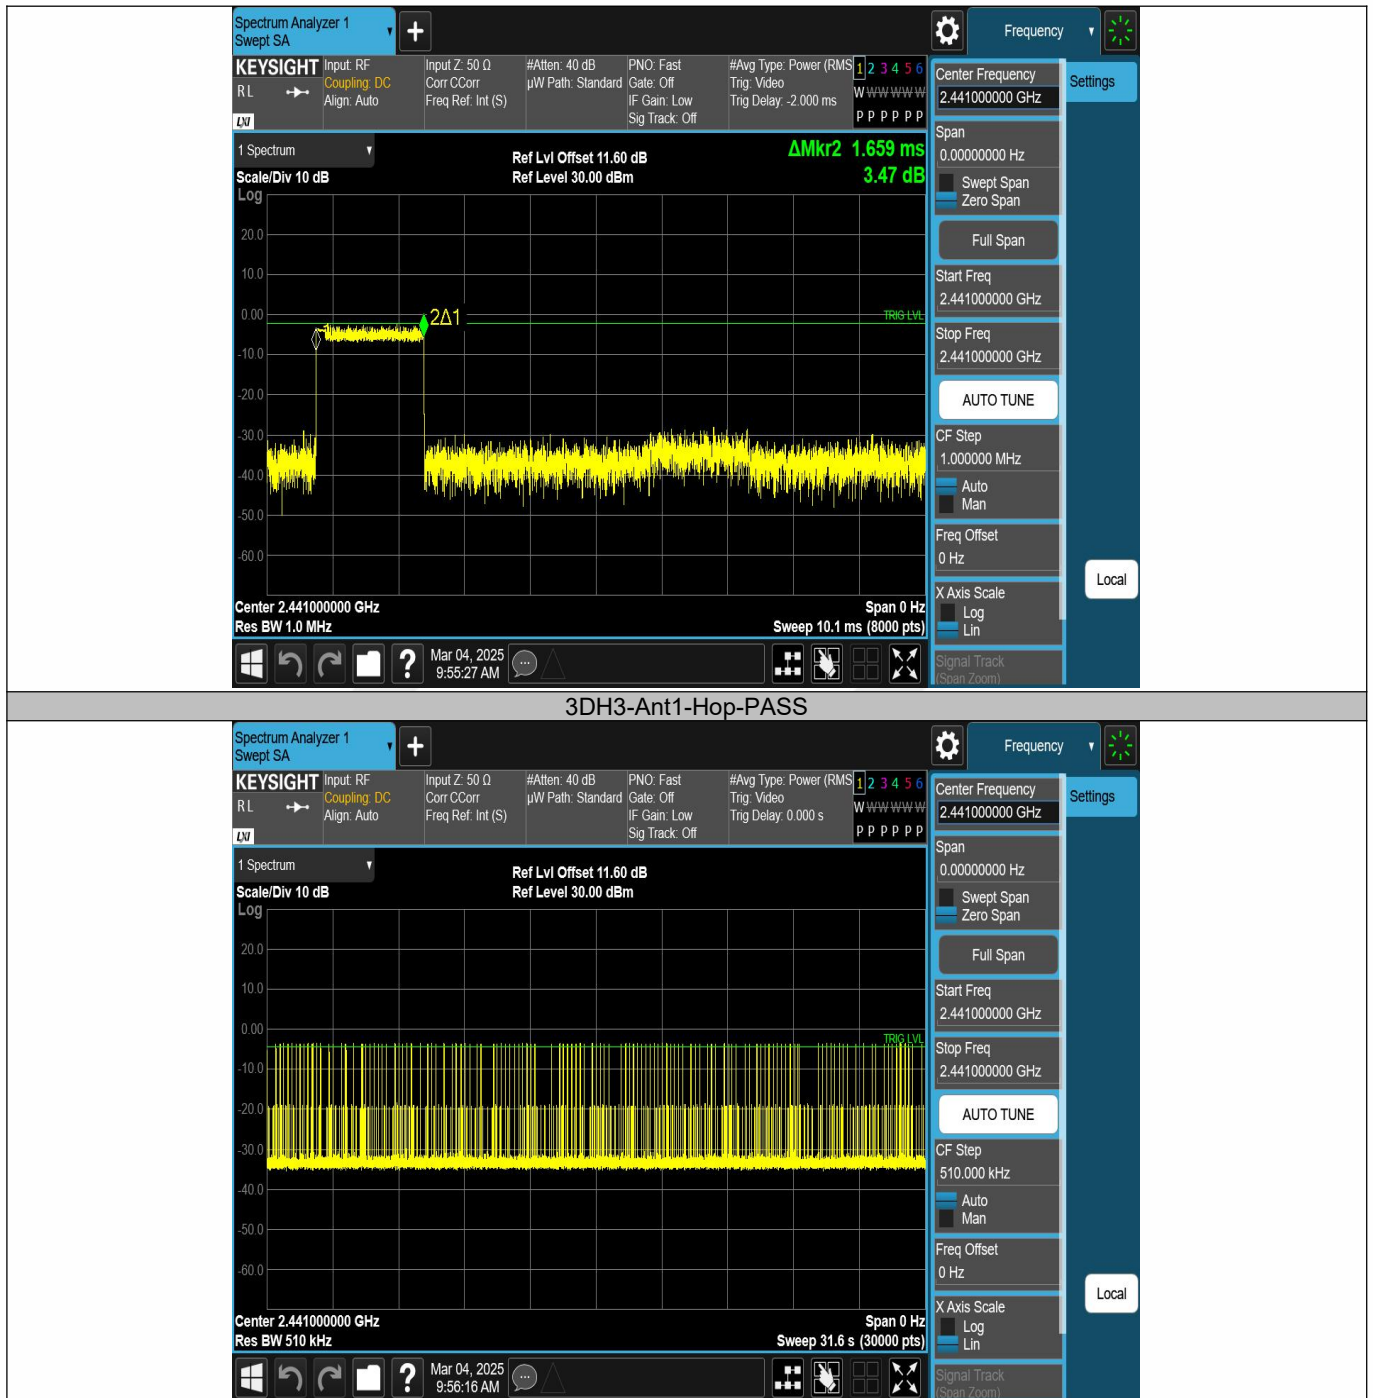 Spectrum Analyzer 1
Swept SA
+
Frequency
KEYSIGHT
RL
LXI
Input: RF
Coupling: DC
Align: Auto
Input Z: 50 Ω
Corr CCorr
Freq Ref: Int (S)
#Atten: 40 dB
µW Path: Standard
PNO: Fast
Gate: Off
IF Gain: Low
Sig Track: Off
#Avg Type: Power (RMS
Trig: Video
Trig Delay: -2.000 ms
1 2 3 4 5 6
W W W W W W
P P P P P P
Center Frequency
2.441000000 GHz
Settings
1 Spectrum
Scale/Div 10 dB
Log
Ref Lvl Offset 11.60 dB
Ref Level 30.00 dBm
ΔMkr2 1.659 ms
3.47 dB
20.0
10.0
0.00
-10.0
-20.0
-30.0
-40.0
-50.0
-60.0
2Δ1
TRIG LVL
Span
0.00000000 Hz
Swept Span
Zero Span
Full Span
Start Freq
2.441000000 GHz
Stop Freq
2.441000000 GHz
AUTO TUNE
CF Step
1.000000 MHz
Auto
Man
Freq Offset
0 Hz
X Axis Scale
Log
Lin
Signal Track
(Span Zoom)
Local
Center 2.441000000 GHz
Res BW 1.0 MHz
Span 0 Hz
Sweep 10.1 ms (8000 pts)
?
Mar 04, 2025
9:55:27 AM
3DH3-Ant1-Hop-PASS
Spectrum Analyzer 1
Swept SA
+
Frequency
KEYSIGHT
RL
LXI
Input: RF
Coupling: DC
Align: Auto
Input Z: 50 Ω
Corr CCorr
Freq Ref: Int (S)
#Atten: 40 dB
µW Path: Standard
PNO: Fast
Gate: Off
IF Gain: Low
Sig Track: Off
#Avg Type: Power (RMS
Trig: Video
Trig Delay: 0.000 s
1 2 3 4 5 6
W W W W W W
P P P P P P
Center Frequency
2.441000000 GHz
Settings
1 Spectrum
Scale/Div 10 dB
Log
Ref Lvl Offset 11.60 dB
Ref Level 30.00 dBm
20.0
10.0
0.00
-10.0
-20.0
-30.0
-40.0
-50.0
-60.0
TRIG LVL
Span
0.00000000 Hz
Swept Span
Zero Span
Full Span
Start Freq
2.441000000 GHz
Stop Freq
2.441000000 GHz
AUTO TUNE
CF Step
510.000 kHz
Auto
Man
Freq Offset
0 Hz
X Axis Scale
Log
Lin
Signal Track
(Span Zoom)
Local
Center 2.441000000 GHz
Res BW 510 kHz
Span 0 Hz
Sweep 31.6 s (30000 pts)
?
Mar 04, 2025
9:56:16 AM